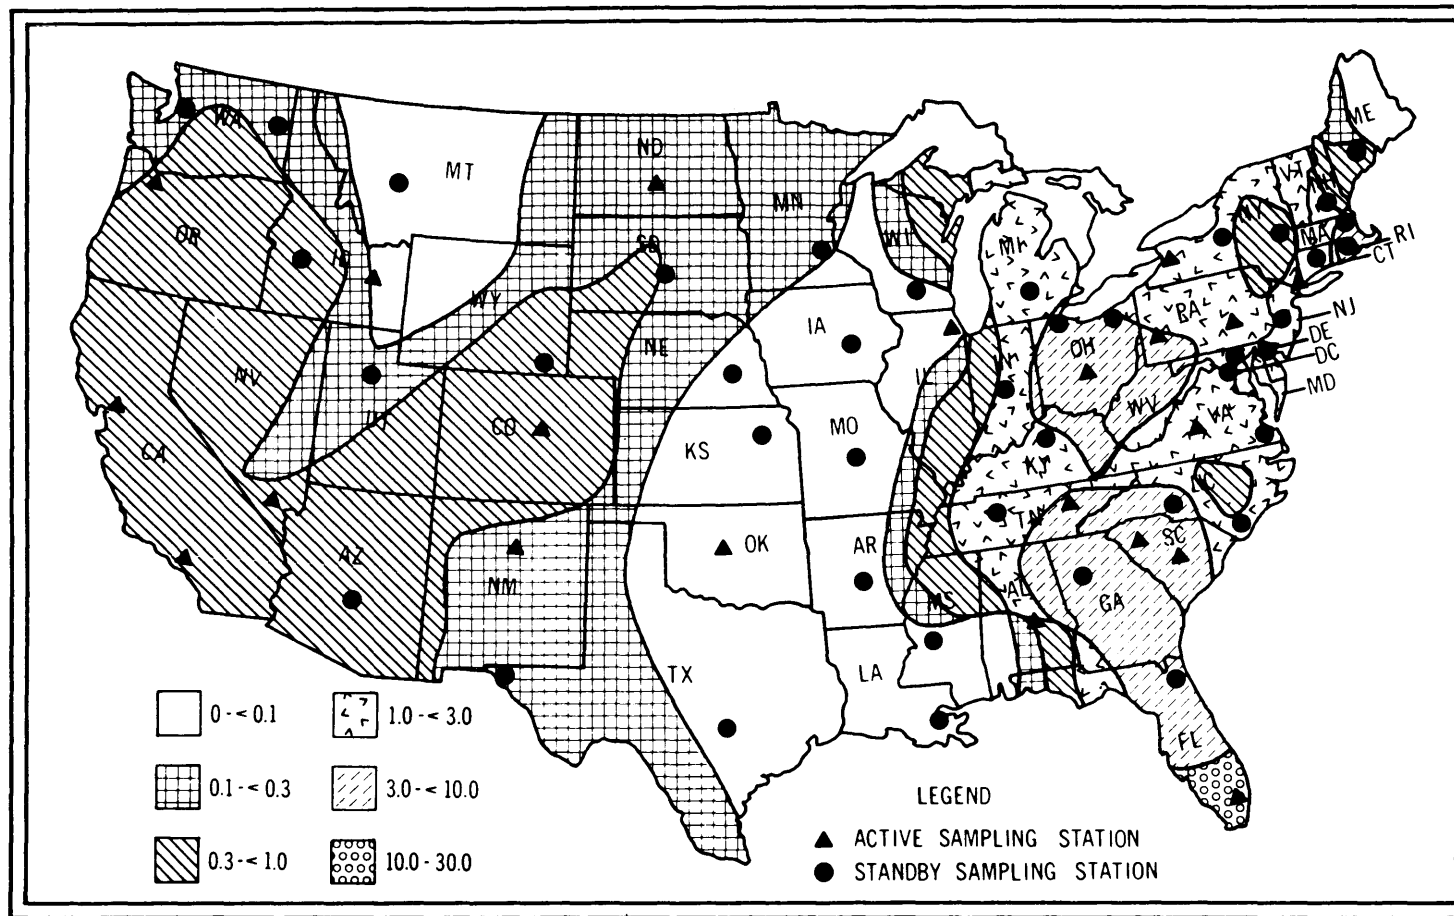 WA
MT
ND
ME
OR
ID
SD
MN
WI
MI
NY
VT
NH
MA
RI
CT
WY
NE
IA
PA
NJ
DE
DC
MD
NV
UT
CO
KS
MO
IL
IN
OH
WV
VA
CA
KY
NC
AZ
NM
OK
AR
TN
SC
MS
AL
GA
TX
LA
FL
0 - < 0.1
1.0 - < 3.0
0.1 - < 0.3
3.0 - < 10.0
0.3 - < 1.0
10.0 - 30.0
LEGEND
ACTIVE SAMPLING STATION
STANDBY SAMPLING STATION